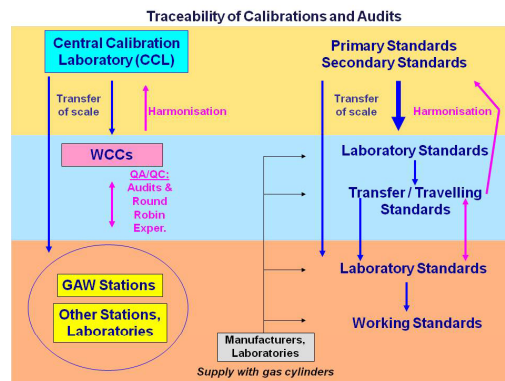 Traceability of Calibrations and Audits
Central Calibration
Laboratory (CCL)
Transfer
of scale
Harmonisation
WCCs
QA/QC:
Audits &
Round
Robin
Exper.
GAW Stations
Other Stations,
Laboratories
Primary Standards
Secondary Standards
Transfer
of scale
Harmonisation
Laboratory Standards
Transfer / Travelling
Standards
Laboratory Standards
Working Standards
Manufacturers,
Laboratories
Supply with gas cylinders